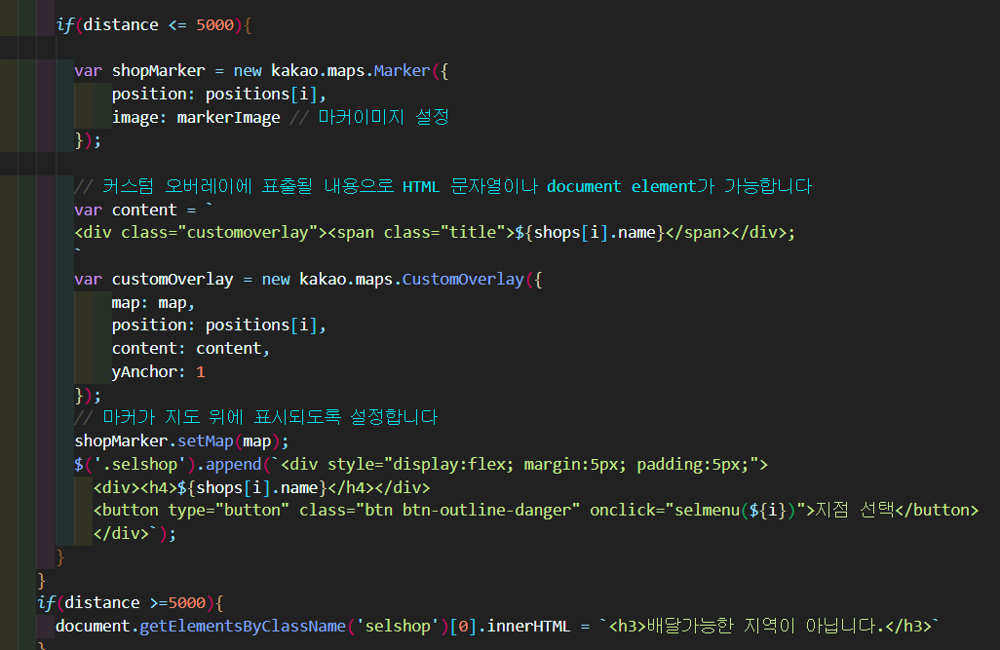 if(distance <= 5000){
var shopMarker = new kakao.maps.Marker({
position: positions[i],
image: markerImage // 마커이미지 설정
});
// 커스텀 오버레이에 표출될 내용으로 HTML 문자열이나 document element가 가능합니다
var content = `
<div class="customoverlay"><span class="title">${shops[i].name}</span></div>;
`
var customOverlay = new kakao.maps.CustomOverlay({
map: map,
position: positions[i],
content: content,
yAnchor: 1
});
// 마커가 지도 위에 표시되도록 설정합니다
shopMarker.setMap(map);
$('.selshop').append(`<div style="display:flex; margin:5px; padding:5px;">
<div><h4>${shops[i].name}</h4></div>
<button type="button" class="btn btn-outline-danger" onclick="selmenu(${i})">지점 선택</button>
</div>`);
}
}
if(distance >=5000){
document.getElementsByClassName('selshop')[0].innerHTML = `<h3>배달가능한 지역이 아닙니다.</h3>`
}